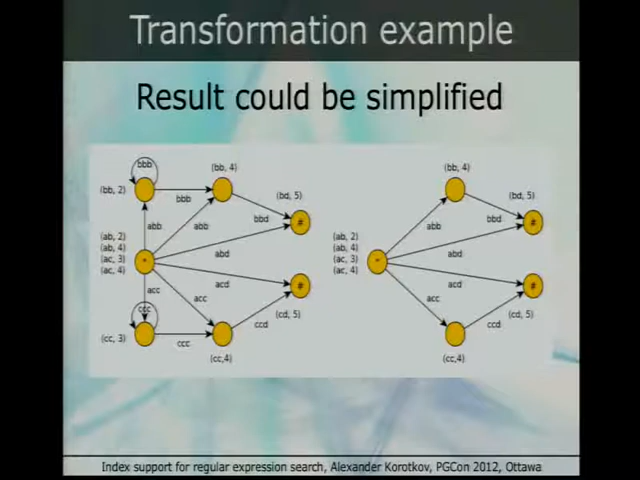 Transformation example
Result could be simplified
bbb
(bb, 4)
(bb, 2)
bbb
(bd, 5)
abb
abb
bbd
#
(ab, 2)
(ab, 4)
(ac, 3)
(ac, 4)
*
abd
acd
#
acc
acc
ccc
(cd, 5)
ccd
(cc, 3)
ccc
(cc,4)
(bb, 4)
(bd, 5)
abb
bbd
#
(ab, 2)
(ab, 4)
(ac, 3)
(ac, 4)
*
abd
acd
#
acc
(cd, 5)
ccd
(cc,4)
Index support for regular expression search, Alexander Korotkov, PGCon 2012, Ottawa